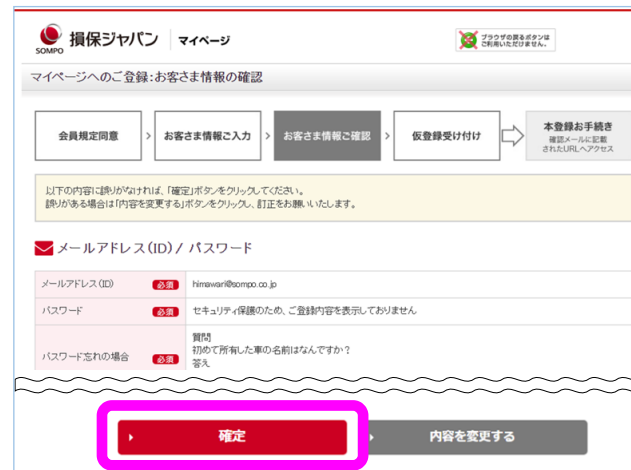 SOMPO 損保ジャパン マイページ
ブラウザの戻るボタンは
ご利用いただけません。
マイページへのご登録:お客さま情報の確認
会員規定同意 > お客さま情報ご入力 > お客さま情報ご確認 > 仮登録受け付け
本登録お手続き
確認メールに記載
されたURLへアクセス
以下の内容に誤りがなければ、「確定」ボタンをクリックしてください。
誤りがある場合は「内容を変更する」ボタンをクリックし、訂正をお願いいたします。
メールアドレス(ID)/ パスワード
メールアドレス(ID) 必須 himawari@sompo.co.jp
パスワード 必須 セキュリティ保護のため、ご登録内容を表示しておりません
パスワード忘れの場合 必須
質問
初めて所有した車の名前はなんですか?
答え
確定
内容を変更する